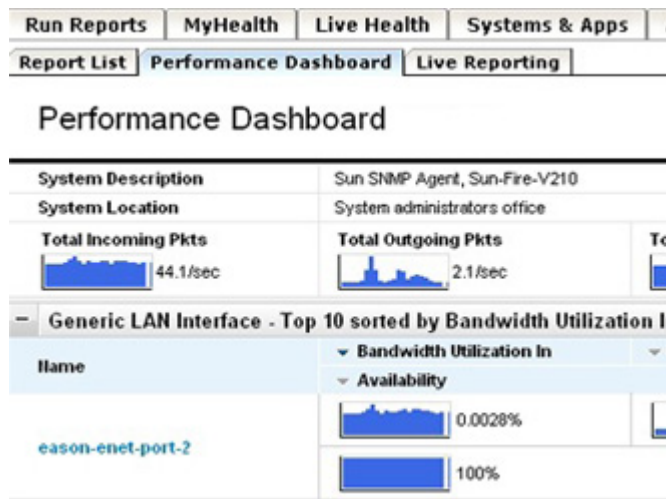 Run Reports MyHealth Live Health Systems & Apps
Report List Performance Dashboard Live Reporting
Performance Dashboard
System Description Sun SNMP Agent, Sun-Fire-V210
System Location System administrators office
Total Incoming Pkts Total Outgoing Pkts
44.1/sec 2.1/sec
− Generic LAN Interface - Top 10 sorted by Bandwidth Utilization
Name Bandwidth Utilization In
Availability
0.0028%
eason-enet-port-2
100%